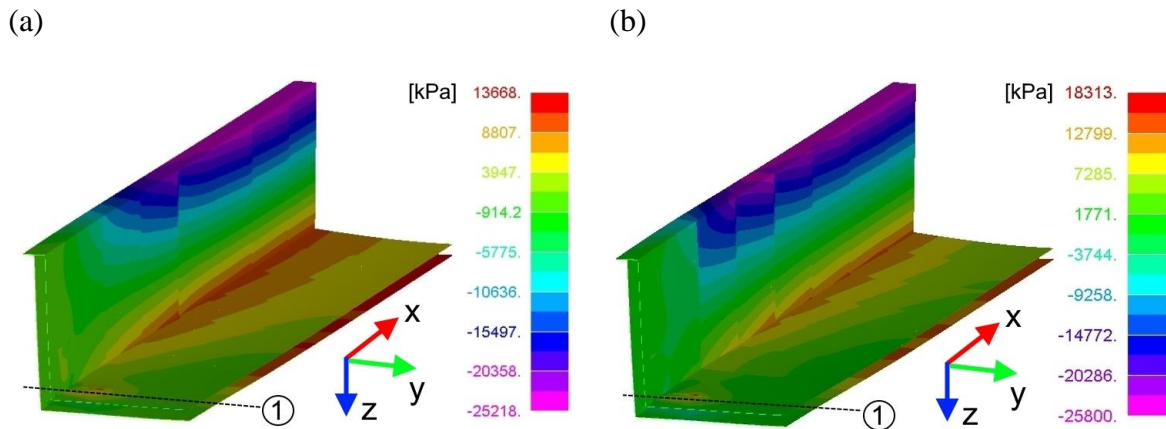 (a)
(b)
[kPa]
13668.
8807.
3947.
-914.2
-5775.
-10636.
-15497.
-20358.
-25218.
x
y
z
1
[kPa]
18313.
12799.
7285.
1771.
-3744.
-9258.
-14772.
-20286.
-25800.
x
y
z
1